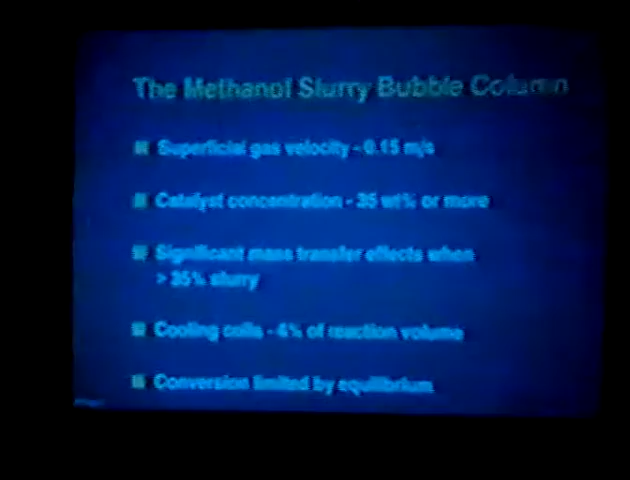 The Methanol Slurry Bubble Column
Superficial gas velocity - 0.15 m/s
Catalyst concentration - 35 wt% or more
Significant mass transfer effects when
> 35% slurry
Cooling coils - 4% of reaction volume
Conversion limited by equilibrium